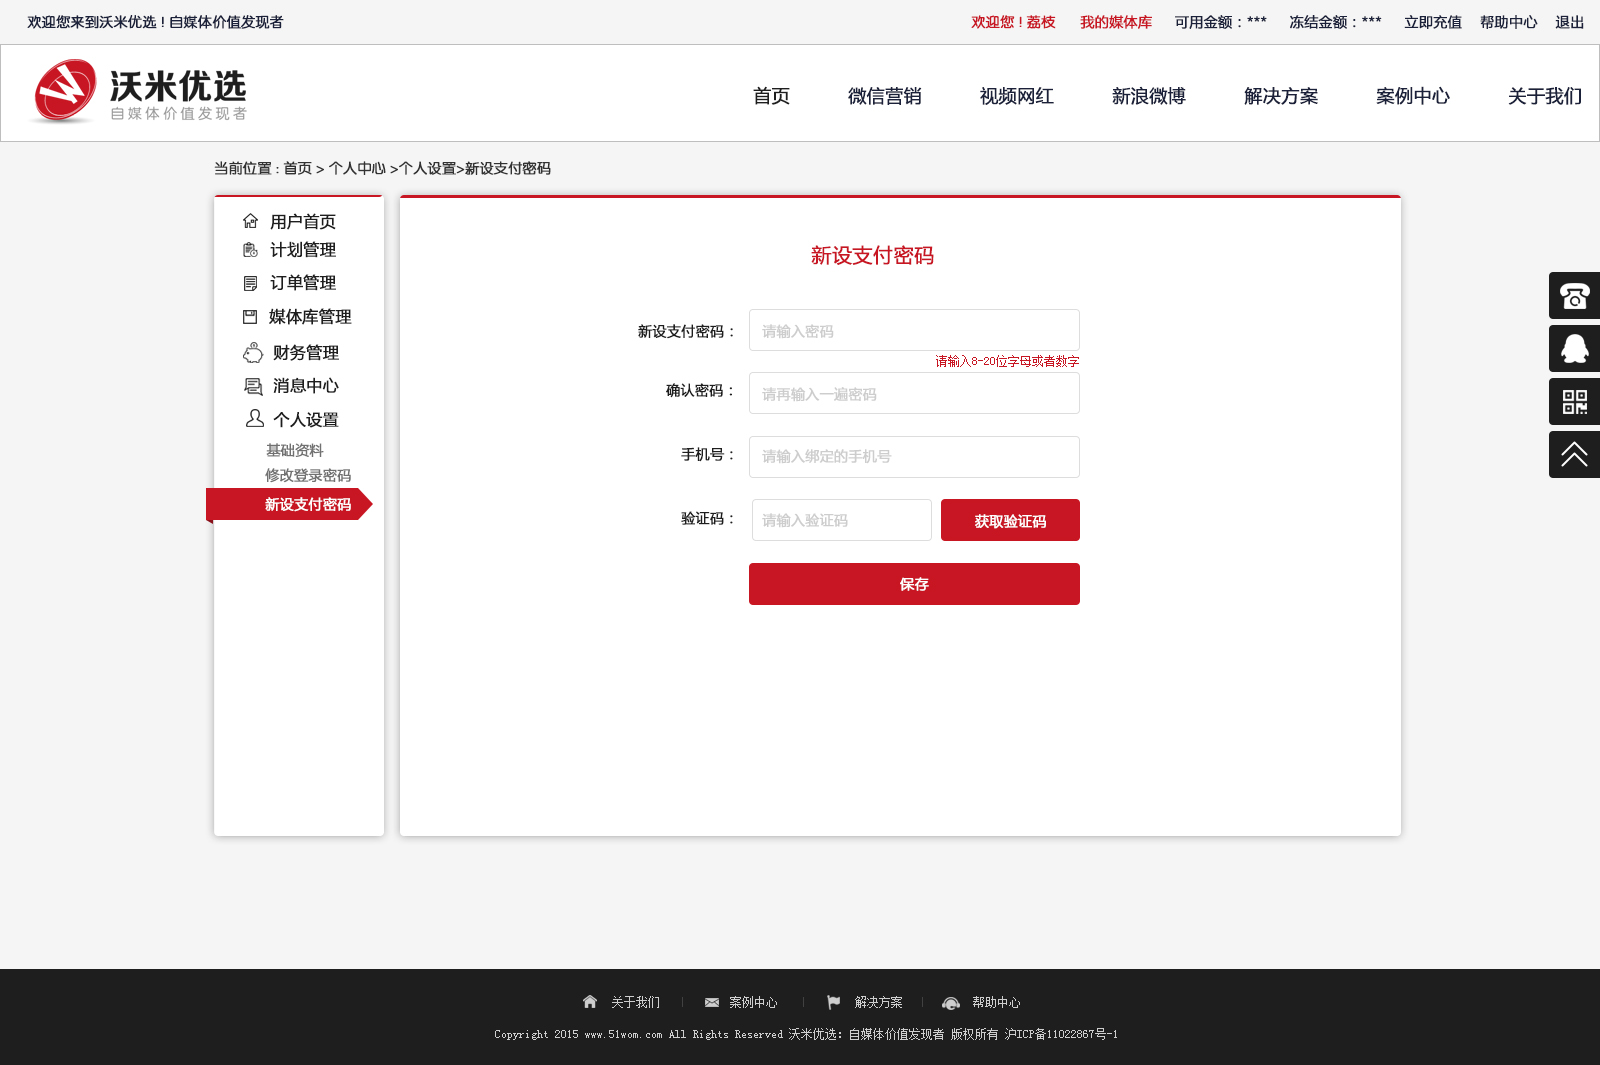 欢迎您来到沃米优选 ! 自媒体价值发现者
欢迎您 ! 荔枝 我的媒体库 可用金额 : *** 冻结金额 : *** 立即充值 帮助中心 退出
沃米优选
自媒体价值发现者
首页 微信营销 视频网红 新浪微博 解决方案 案例中心 关于我们
当前位置 : 首页 > 个人中心 >个人设置>新设支付密码
用户首页
计划管理
订单管理
媒体库管理
财务管理
消息中心
个人设置
基础资料
修改登录密码
新设支付密码
新设支付密码
新设支付密码 : 请输入密码
请输入8-20位字母或者数字
确认密码 : 请再输入一遍密码
手机号 : 请输入绑定的手机号
验证码 : 请输入验证码 获取验证码
保存
关于我们 案例中心 解决方案 帮助中心
Copyright 2015 www.51wom.com All Rights Reserved 沃米优选: 自媒体价值发现者 版权所有 沪ICP备11022867号-1